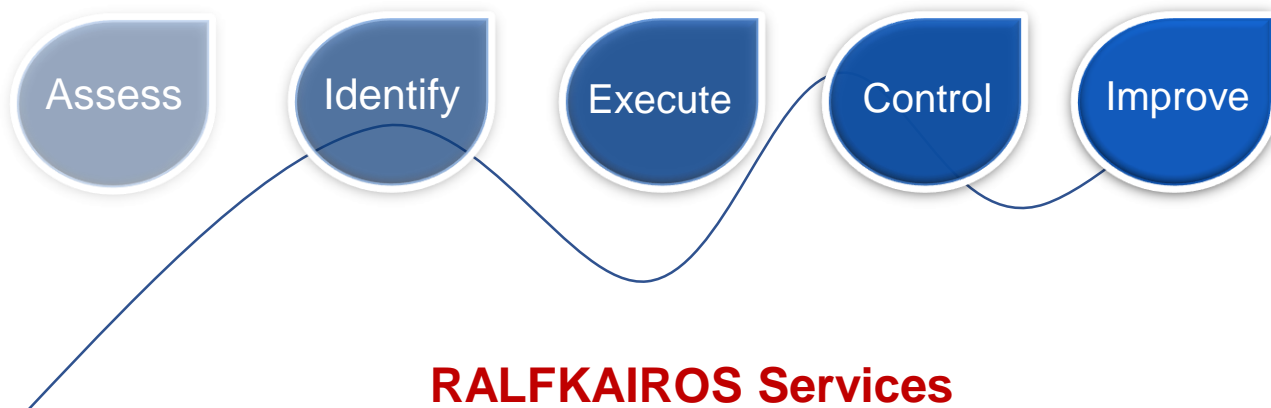 Assess
Identify
Execute
Control
Improve
RALFKAIROS Services